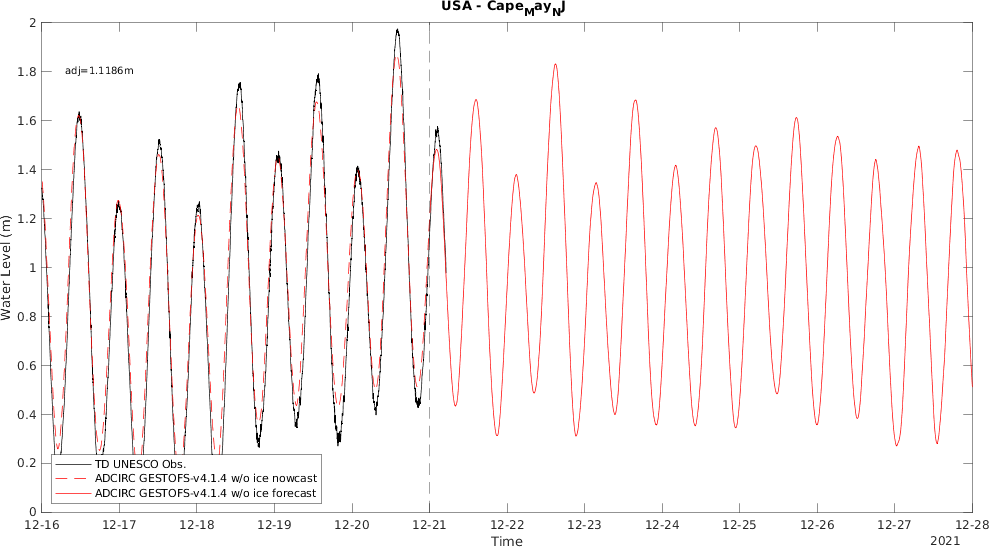 USA - Cape_May_NJ
adj=1.1186m
2
1.8
1.6
1.4
1.2
1
0.8
0.6
0.4
0.2
0
Water Level (m)
TD UNESCO Obs.
ADCIRC GESTOFS-v4.1.4 w/o ice nowcast
ADCIRC GESTOFS-v4.1.4 w/o ice forecast
12-16 12-17 12-18 12-19 12-20 12-21 12-22 12-23 12-24 12-25 12-26 12-27 12-28
Time
2021